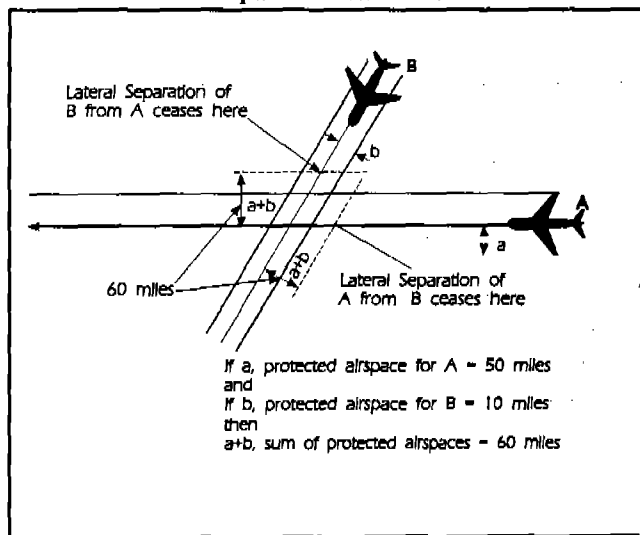 B
Lateral Separation of
B from A ceases here
b
a+b
A
a
a+b
60 miles
Lateral Separation of
A from B ceases here
If a, protected airspace for A = 50 miles
and
If b, protected airspace for B = 10 miles
then
a+b, sum of protected airspaces = 60 miles